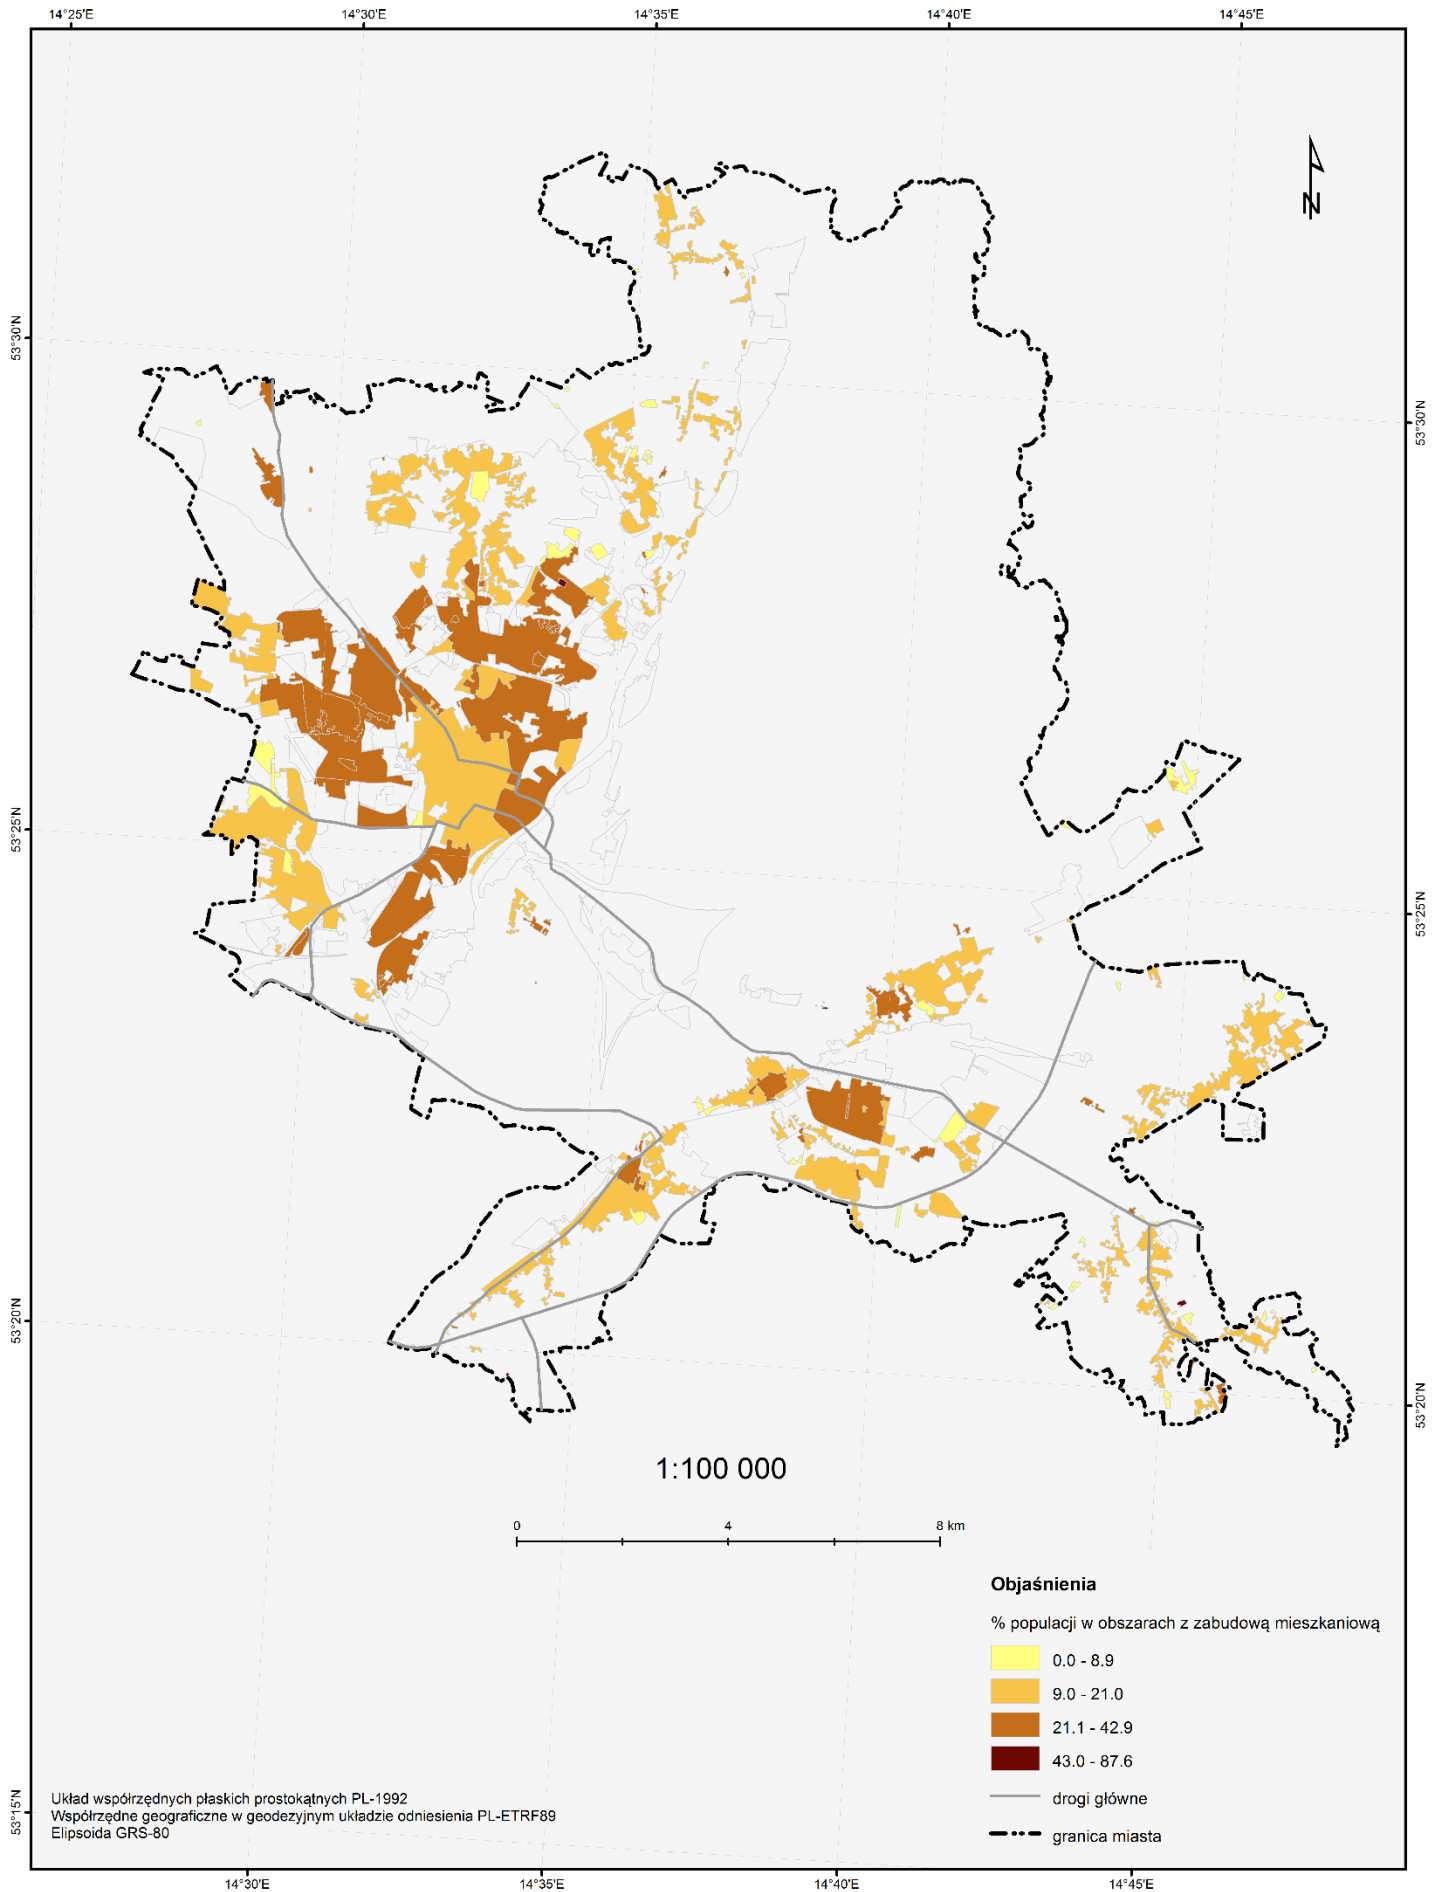 14°25'E 14°30'E 14°35'E 14°40'E 14°45'E
N
53°30'N
53°30'N
53°25'N
53°25'N
53°20'N
53°20'N
1:100 000
0 4 8 km
Objaśnienia
% populacji w obszarach z zabudową mieszkaniową
0.0 - 8.9
9.0 - 21.0
21.1 - 42.9
43.0 - 87.6
drogi główne
granica miasta
53°15'N
Układ współrzędnych płaskich prostokątnych PL-1992
Współrzędne geograficzne w geodezyjnym układzie odniesienia PL-ETRF89
Elipsoida GRS-80
14°30'E 14°35'E 14°40'E 14°45'E